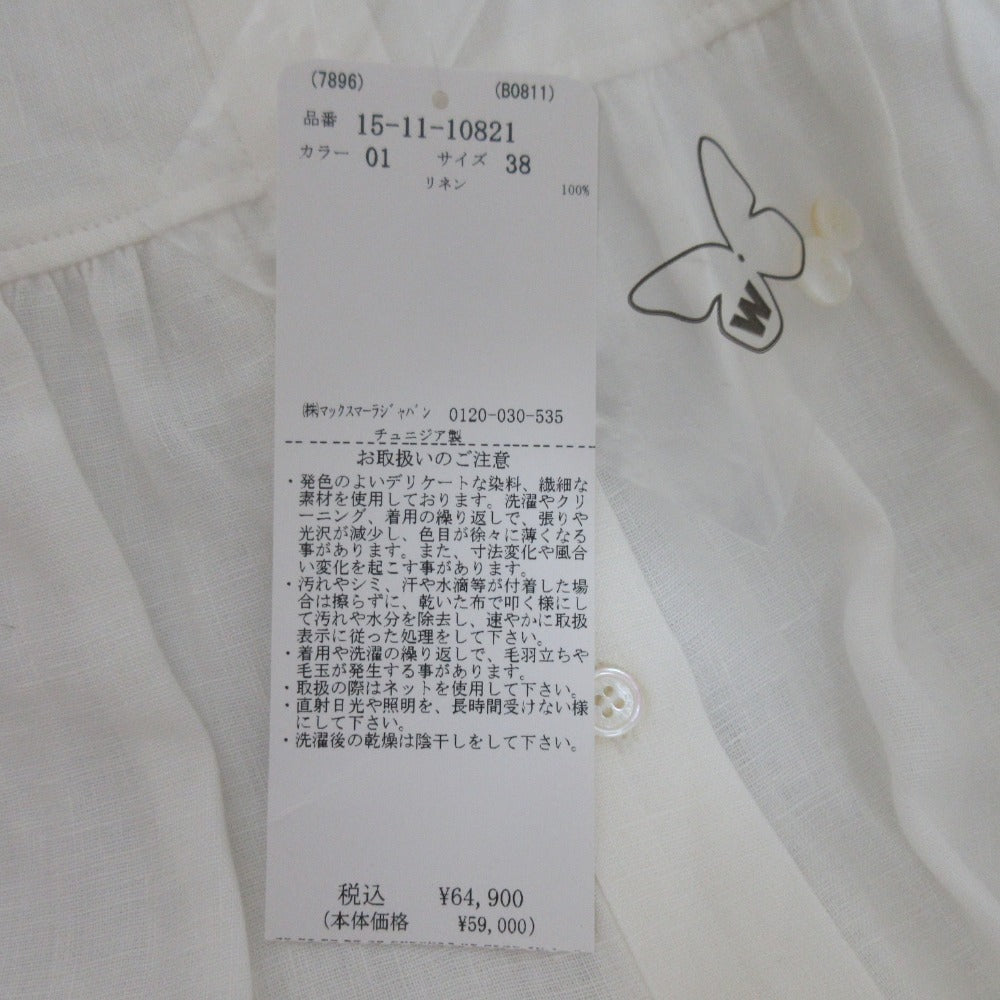 (7896) (B0811)
品番 15-11-10821
カラー 01 サイズ 38
リネン 100%
㈱マックスマーラジャパン 0120-030-535
チュニジア製
お取扱いのご注意
・発色のよいデリケートな染料、繊細な
素材を使用しております。洗濯やクリ
ーニング、着用の繰り返しで、張りや
光沢が減少し、色目が徐々に薄くなる
事があります。また、寸法変化や風合
い変化を起こす事があります。
・汚れやシミ、汗や水滴等が付着した場
合は擦らずに、乾いた布で叩く様にし
て汚れや水分を除去し、速やかに取扱
表示に従った処理をして下さい。
・着用や洗濯の繰り返しで、毛羽立ちや
毛玉が発生する事があります。
・取扱の際はネットを使用して下さい。
・直射日光や照明を、長時間受けない様
にして下さい。
・洗濯後の乾燥は陰干しをして下さい。
税込 ¥64,900
(本体価格 ¥59,000)
W